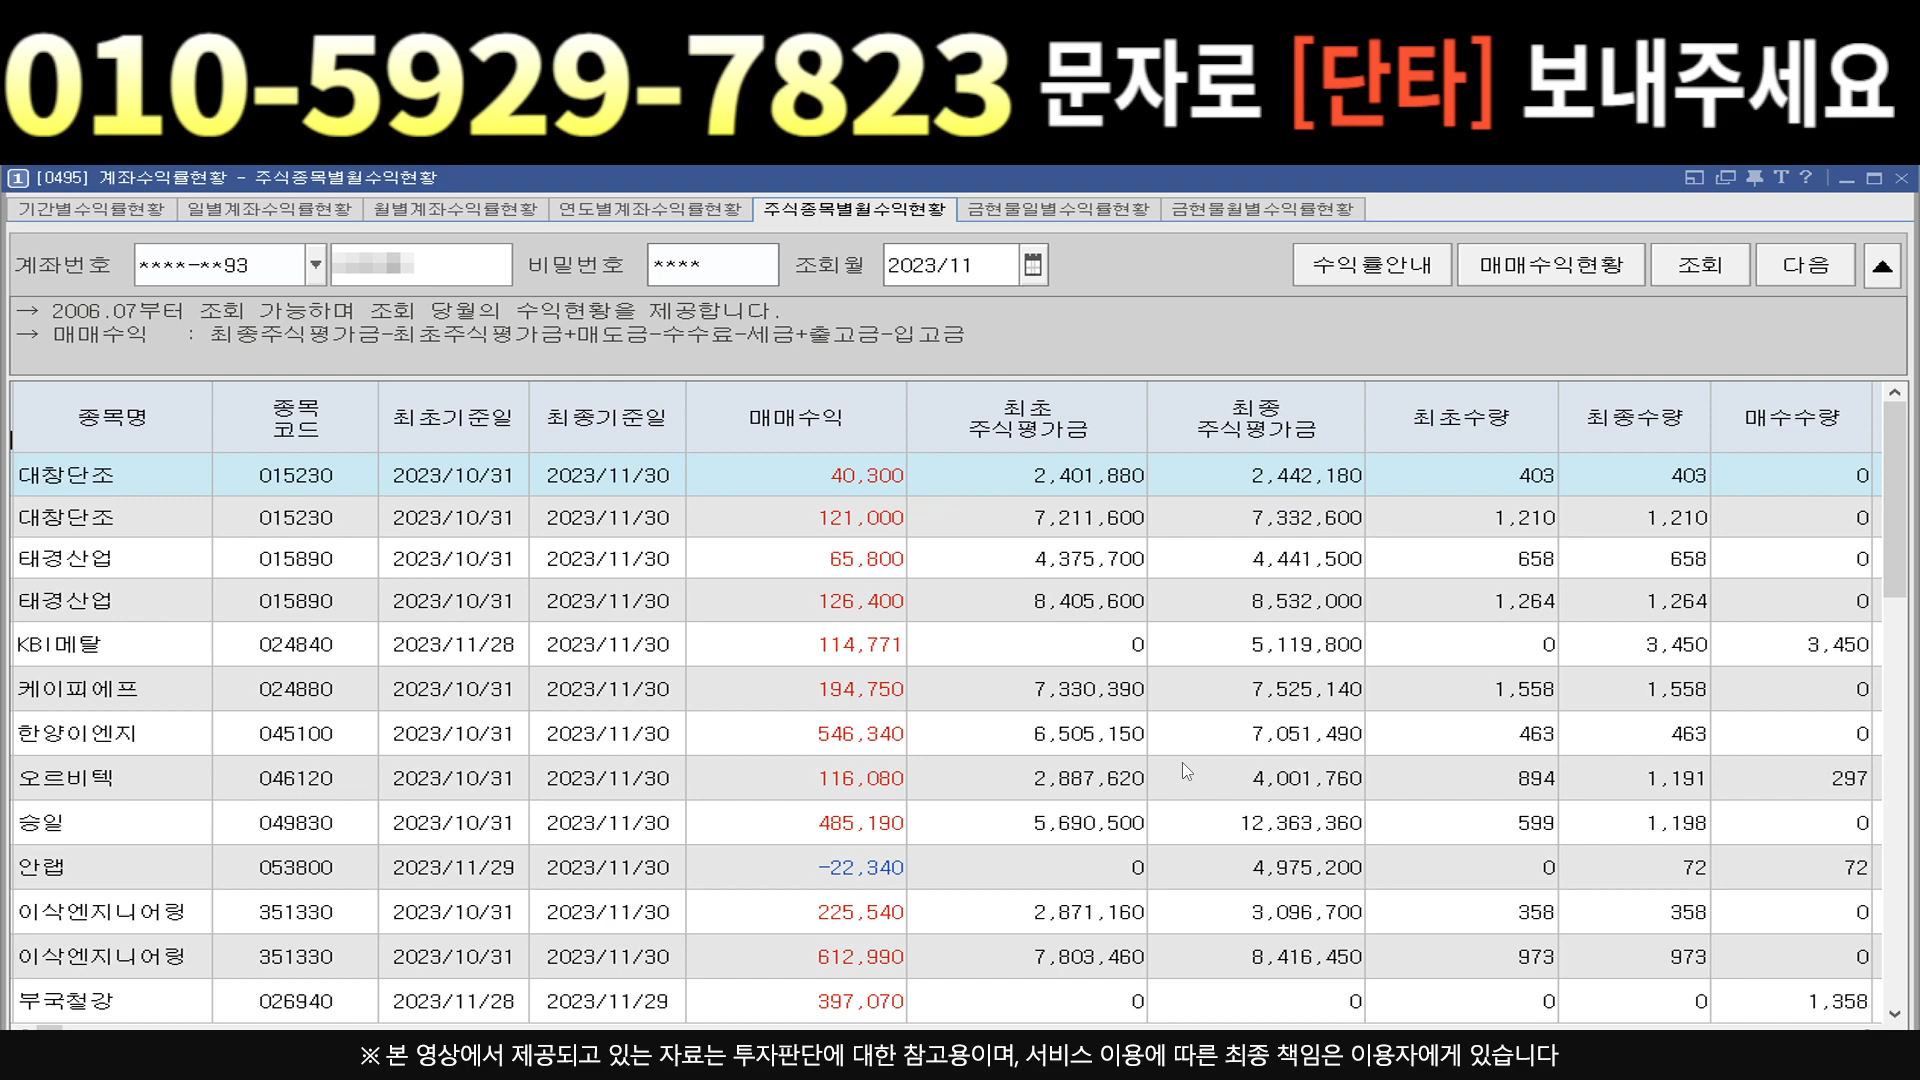 010-5929-7823 문자로 [단타] 보내주세요
1 [0495] 계좌수익률현황 - 주식종목별월수익현황
기간별수익률현황 일별계좌수익률현황 월별계좌수익률현황 연도별계좌수익률현황 주식종목별월수익현황 금현물일별수익률현황 금현물월별수익률현황
계좌번호 ****-**93 비밀번호 **** 조회월 2023/11 수익률안내 매매수익현황 조회 다음
→ 2006.07부터 조회 가능하며 조회 당월의 수익현황을 제공합니다.
→ 매매수익 : 최종주식평가금-최초주식평가금+매도금-수수료-세금+출고금-입고금
종목명 종목코드 최초기준일 최종기준일 매매수익 최초주식평가금 최종주식평가금 최초수량 최종수량 매수수량
대창단조 015230 2023/10/31 2023/11/30 40,300 2,401,880 2,442,180 403 403 0
대창단조 015230 2023/10/31 2023/11/30 121,000 7,211,600 7,332,600 1,210 1,210 0
태경산업 015890 2023/10/31 2023/11/30 65,800 4,375,700 4,441,500 658 658 0
태경산업 015890 2023/10/31 2023/11/30 126,400 8,405,600 8,532,000 1,264 1,264 0
KBI메탈 024840 2023/11/28 2023/11/30 114,771 0 5,119,800 0 3,450 3,450
케이피에프 024880 2023/10/31 2023/11/30 194,750 7,330,390 7,525,140 1,558 1,558 0
한양이엔지 045100 2023/10/31 2023/11/30 546,340 6,505,150 7,051,490 463 463 0
오르비텍 046120 2023/10/31 2023/11/30 116,080 2,887,620 4,001,760 894 1,191 297
승일 049830 2023/10/31 2023/11/30 485,190 5,690,500 12,363,360 599 1,198 0
안랩 053800 2023/11/29 2023/11/30 -22,340 0 4,975,200 0 72 72
이삭엔지니어링 351330 2023/10/31 2023/11/30 225,540 2,871,160 3,096,700 358 358 0
이삭엔지니어링 351330 2023/10/31 2023/11/30 612,990 7,803,460 8,416,450 973 973 0
부국철강 026940 2023/11/28 2023/11/29 397,070 0 0 0 0 1,358
※ 본 영상에서 제공되고 있는 자료는 투자판단에 대한 참고용이며, 서비스 이용에 따른 최종 책임은 이용자에게 있습니다